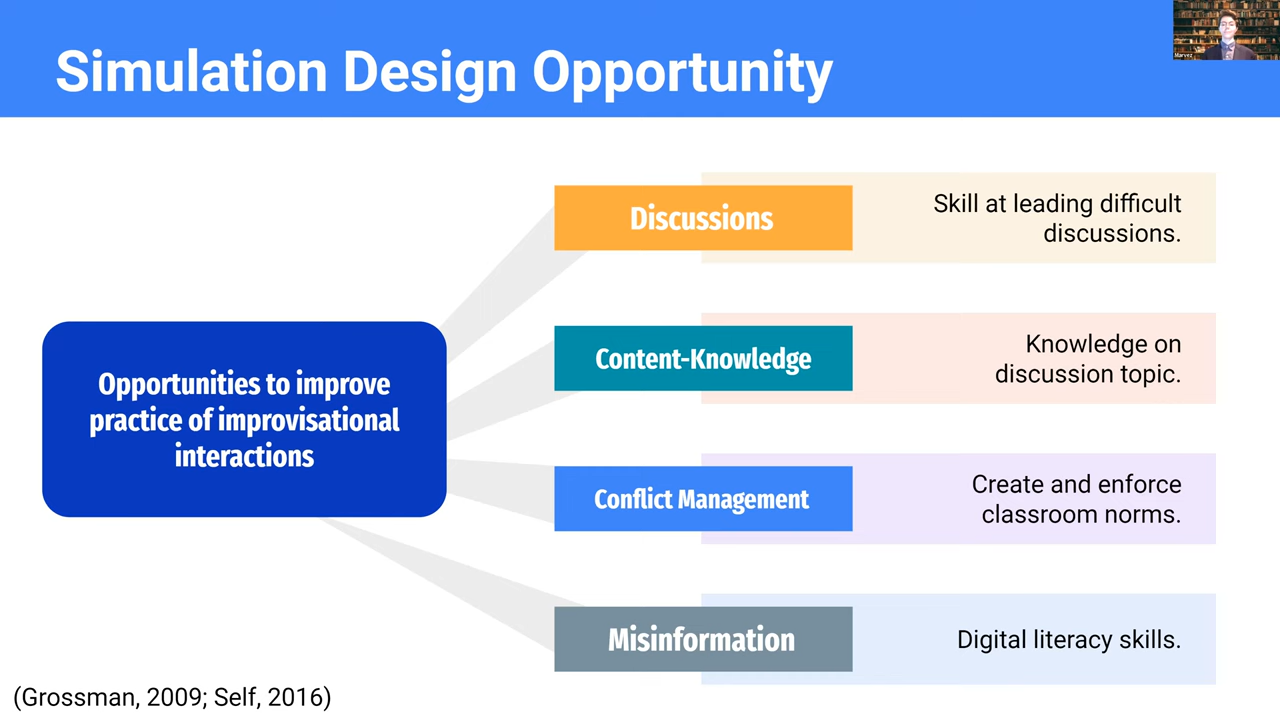 Simulation Design Opportunity
Marvez
Discussions
Skill at leading difficult
discussions.
Opportunities to improve
practice of improvisational
interactions
Content-Knowledge
Knowledge on
discussion topic.
Conflict Management
Create and enforce
classroom norms.
Misinformation
Digital literacy skills.
(Grossman, 2009; Self, 2016)